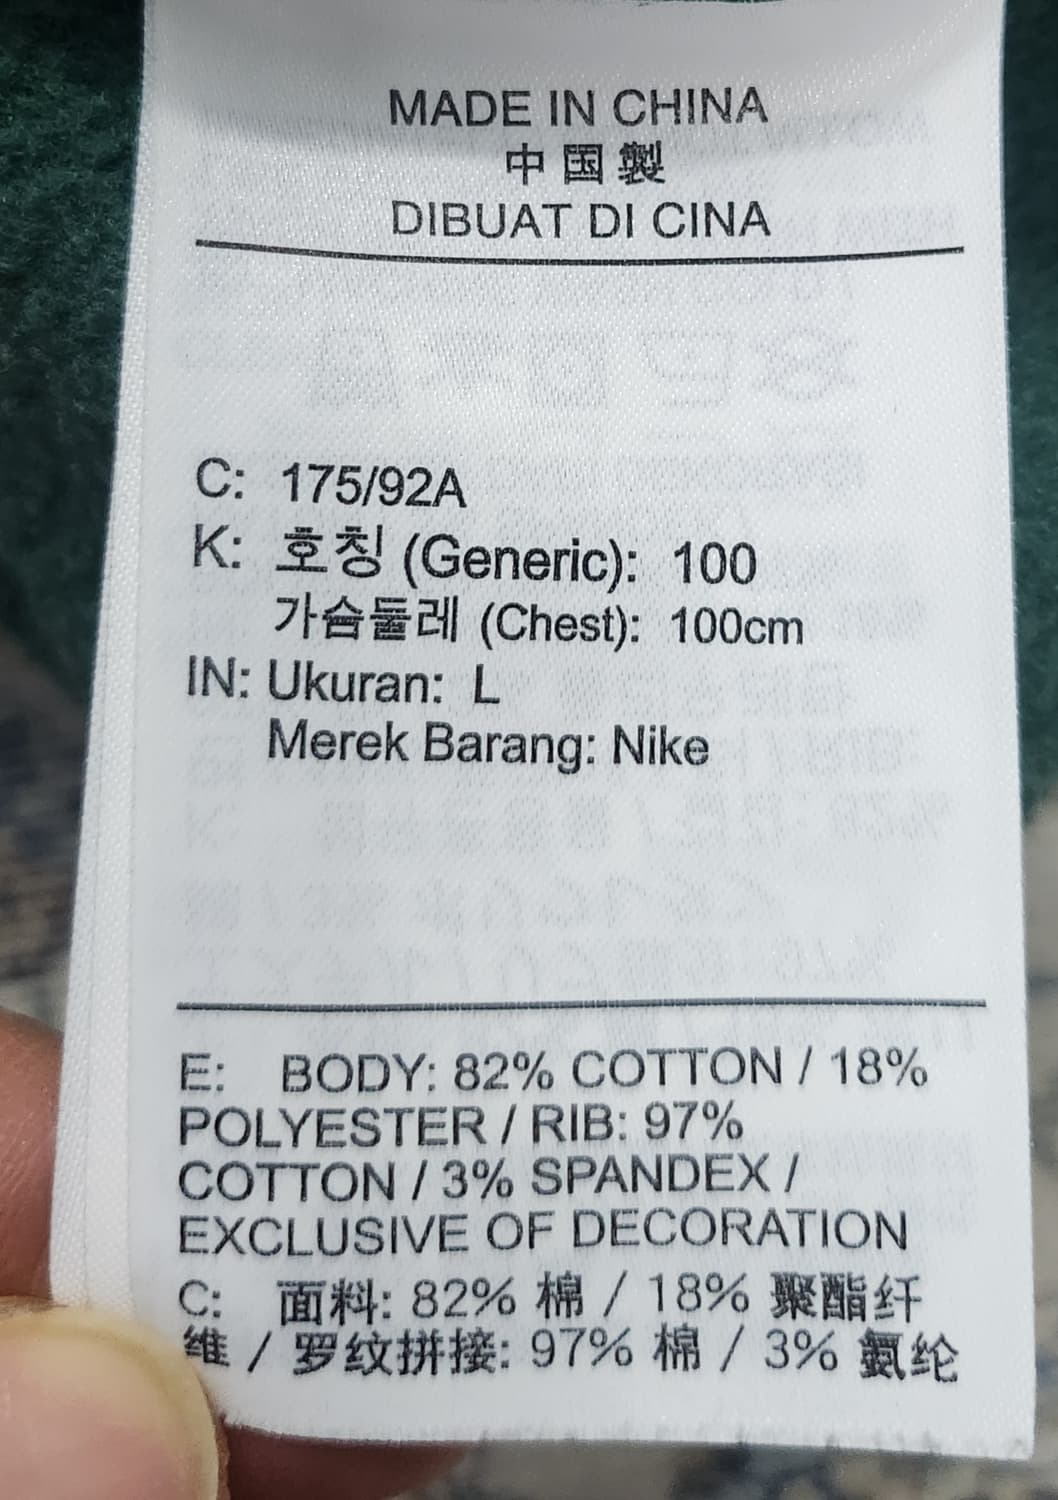 MADE IN CHINA
中国製
DIBUAT DI CINA
C: 175/92A
K: 호칭 (Generic): 100
가슴둘레 (Chest): 100cm
IN: Ukuran: L
Merek Barang: Nike
E: BODY: 82% COTTON / 18%
POLYESTER / RIB: 97%
COTTON / 3% SPANDEX /
EXCLUSIVE OF DECORATION
C: 面料: 82% 棉 / 18% 聚酯纤
维 / 罗纹拼接: 97% 棉 / 3% 氨纶